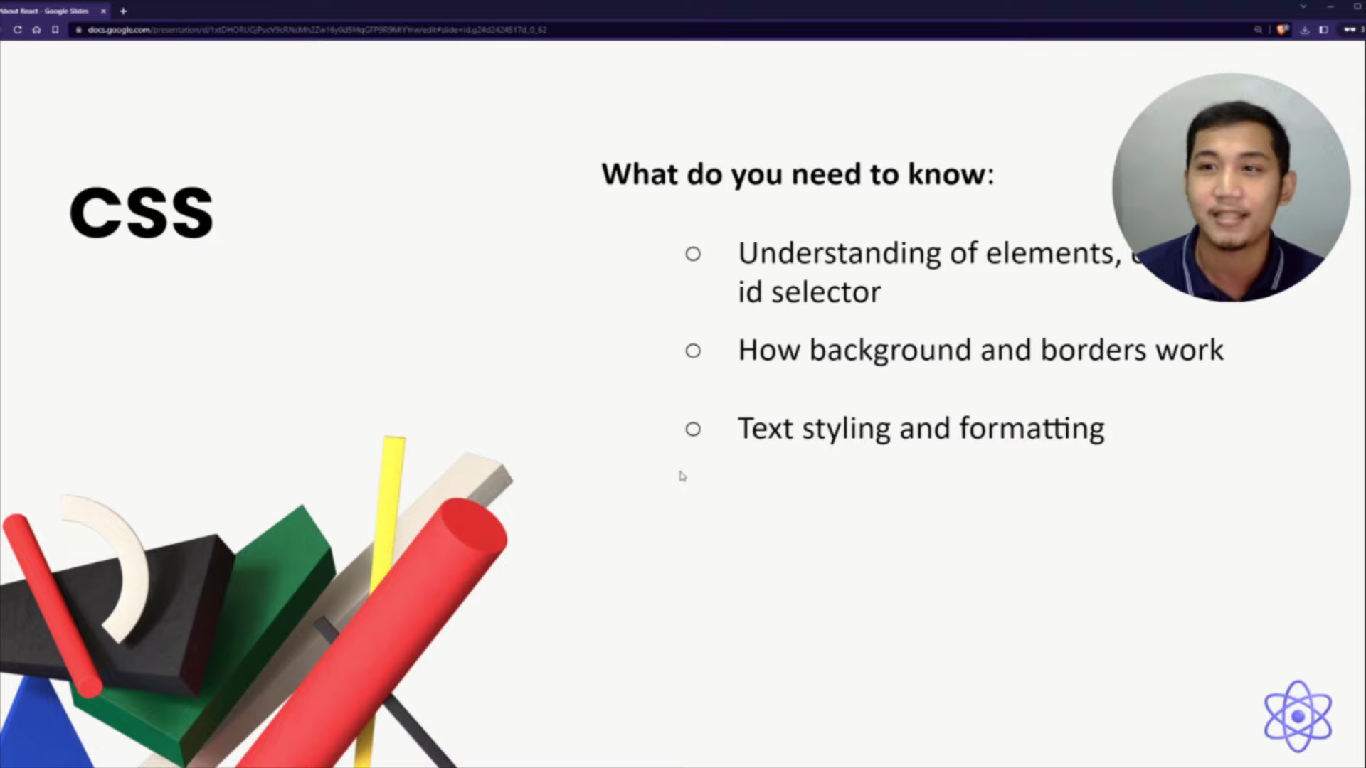 About React - Google Slides
CSS
What do you need to know:
Understanding of elements,
id selector
How background and borders work
Text styling and formatting